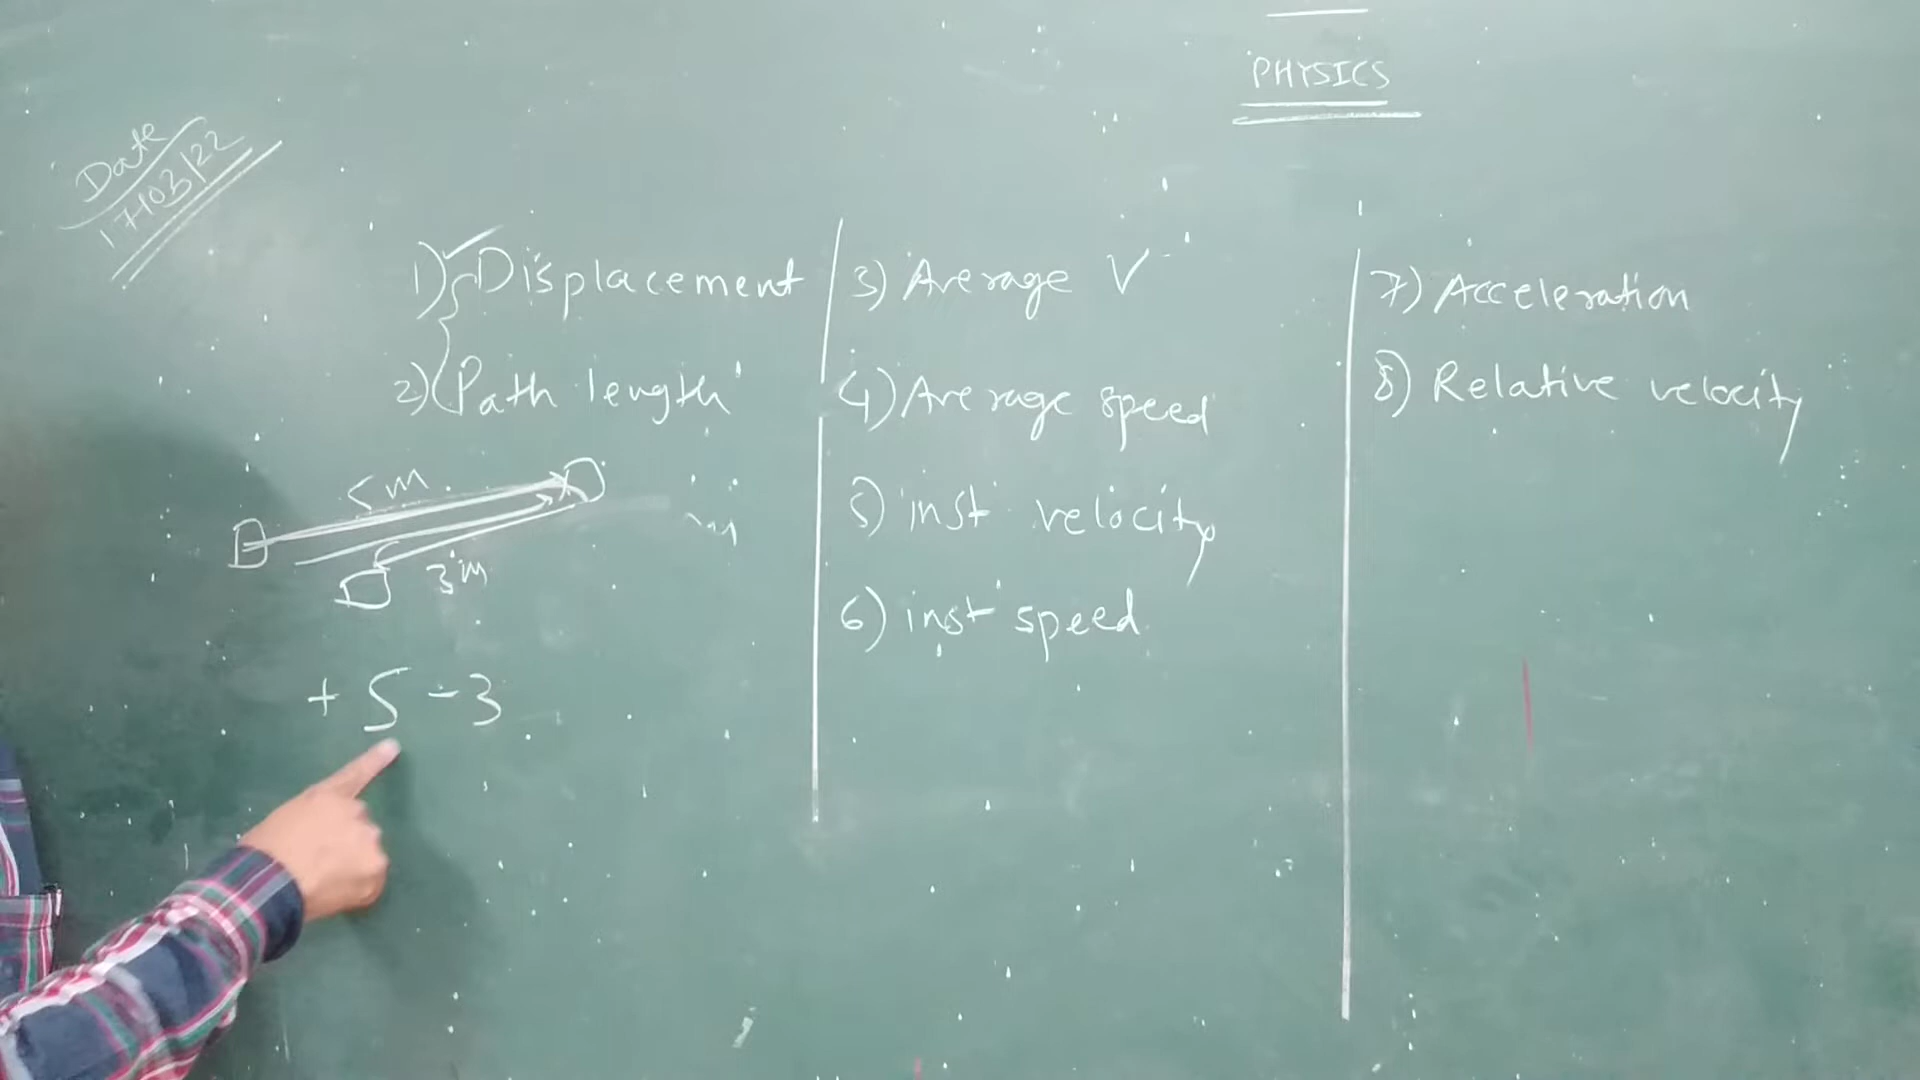 PHYSICS
Date
17/03/22
1) Displacement
2) Path length
5m
3m
+ 5 - 3
3) Average V
4) Average speed
5) inst velocity
6) inst speed
7) Acceleration
8) Relative velocity